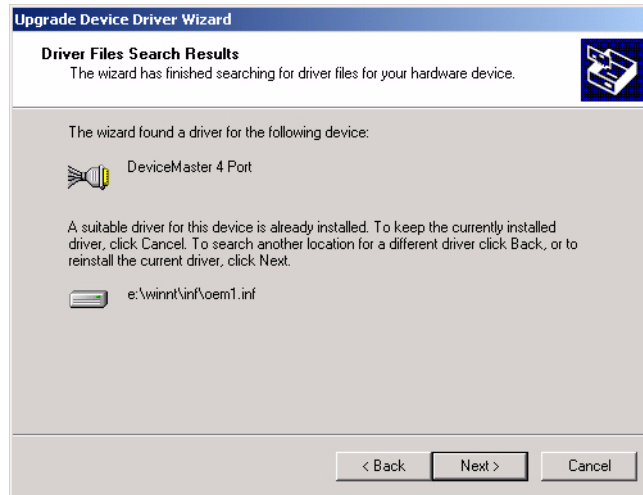 Upgrade Device Driver Wizard
Driver Files Search Results
The wizard has finished searching for driver files for your hardware device.
The wizard found a driver for the following device:
DeviceMaster 4 Port
A suitable driver for this device is already installed. To keep the currently installed
driver, click Cancel. To search another location for a different driver click Back, or to
reinstall the current driver, click Next.
e:\winnt\inf\oem1.inf
< Back
Next >
Cancel